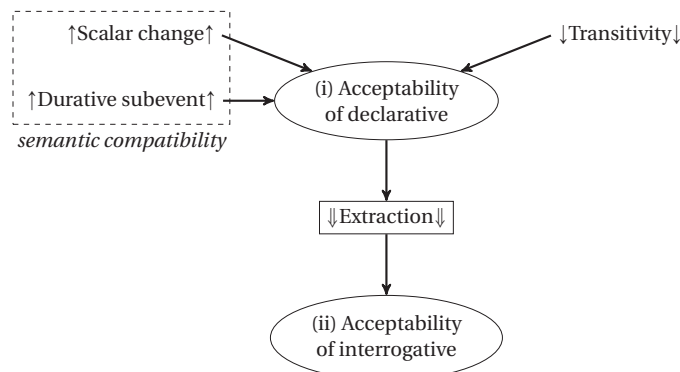 ↑Scalar change↑
↓Transitivity↓
↑Durative subevent↑
(i) Acceptability
of declarative
semantic compatibility
⇓Extraction⇓
(ii) Acceptability
of interrogative